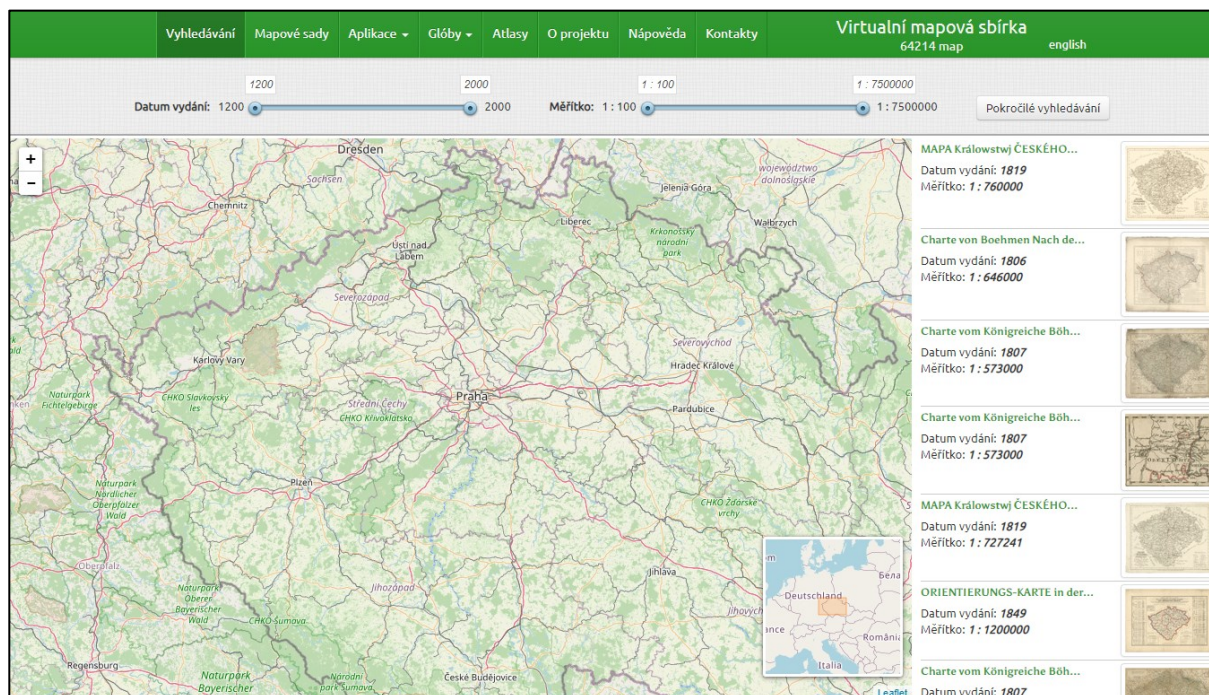 Vyhledávání Mapové sady Aplikace Glóby Atlasy O projektu Nápověda Kontakty
Virtualní mapová sbírka
64214 map english
1200 2000 1 : 100 1 : 7500000
Datum vydání: 1200 2000 Měřítko: 1 : 100 1 : 7500000 Pokročilé vyhledávání
+
−
Dresden
Sachsen
Chemnitz
województwo
dolnośląskie
Jelenia Góra
Wałbrzych
Liberec
Krkonošský
národní
park
Ústí nad
Labem
Severozápad
Karlovy Vary
Severovýchod
Hradec Králové
Naturpark
Fichtelgebirge
CHKO Slavkovský
les
Střední Čechy
CHKO Křivoklátsko
Praha
Pardubice
Plzeň
Naturpark
Nördlicher
Oberpfälzer
Wald
CHKO Žďárské
vrchy
Oberpfalz
Jihozápad
Jihlava
Naturpark
Oberer
Bayerischer
Wald
CHKO Šumava
Regensburg
Naturpark
Bayerischer
Národní
park Šumava
České Budějovice
Deutschland
Бела
România
Italia
Leaflet
MAPA Králowstwj ČESKÉHO...
Datum vydání: 1819
Měřítko: 1 : 760000
Charte von Boehmen Nach de...
Datum vydání: 1806
Měřítko: 1 : 646000
Charte vom Königreiche Böh...
Datum vydání: 1807
Měřítko: 1 : 573000
Charte vom Königreiche Böh...
Datum vydání: 1807
Měřítko: 1 : 573000
MAPA Králowstwj ČESKÉHO...
Datum vydání: 1819
Měřítko: 1 : 727241
ORIENTIERUNGS-KARTE in der...
Datum vydání: 1849
Měřítko: 1 : 1200000
Charte vom Königreiche Böh...
Datum vydání: 1807